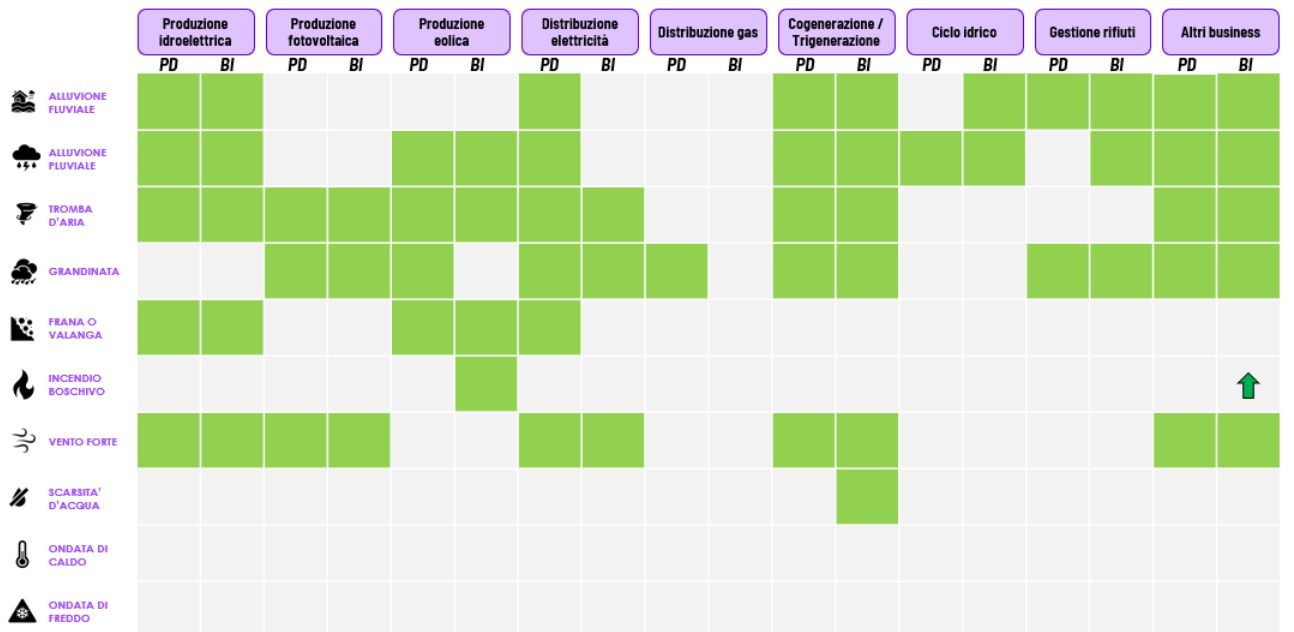 Produzione
idroelettrica
Produzione
fotovoltaica
Produzione
eolica
Distribuzione
elettricità
Distribuzione gas
Cogenerazione /
Trigenerazione
Ciclo idrico
Gestione rifiuti
Altri business
PD BI PD BI PD BI PD BI PD BI PD BI PD BI PD BI PD BI
ALLUVIONE
FLUVIALE
ALLUVIONE
PLUVIALE
TROMBA
D'ARIA
GRANDINATA
FRANA O
VALANGA
INCENDIO
BOSCHIVO
VENTO FORTE
SCARSITA'
D'ACQUA
ONDATA DI
CALDO
ONDATA DI
FREDDO